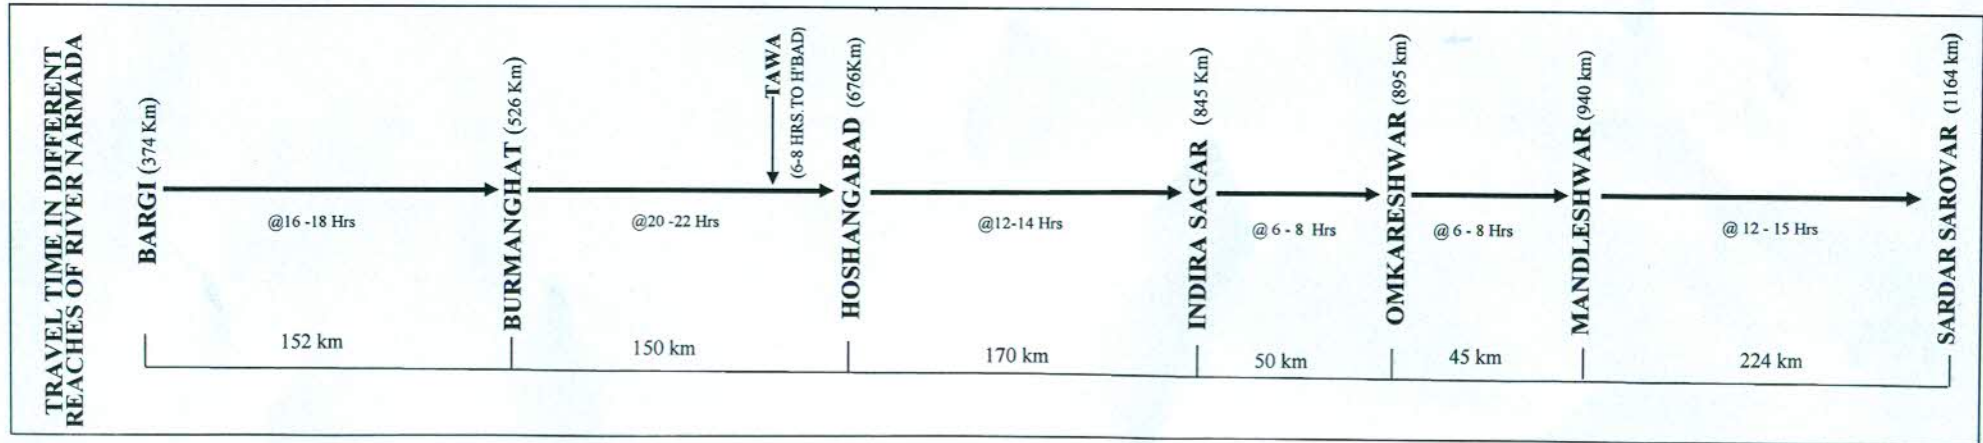 TRAVEL TIME IN DIFFERENT
REACHES OF RIVER NARMADA
BARGI (374 Km)
@16 -18 Hrs
BURMANGHAT (526 Km)
@20 -22 Hrs
TAWA
(6-8 HRS.TO H'BAD)
HOSHANGABAD (676Km)
@12-14 Hrs
INDIRA SAGAR (845 Km)
@ 6 - 8 Hrs
OMKARESHWAR (895 km)
@ 6 - 8 Hrs
MANDLESHWAR (940 km)
@ 12 - 15 Hrs
SARDAR SAROVAR (1164 km)
152 km
150 km
170 km
50 km
45 km
224 km